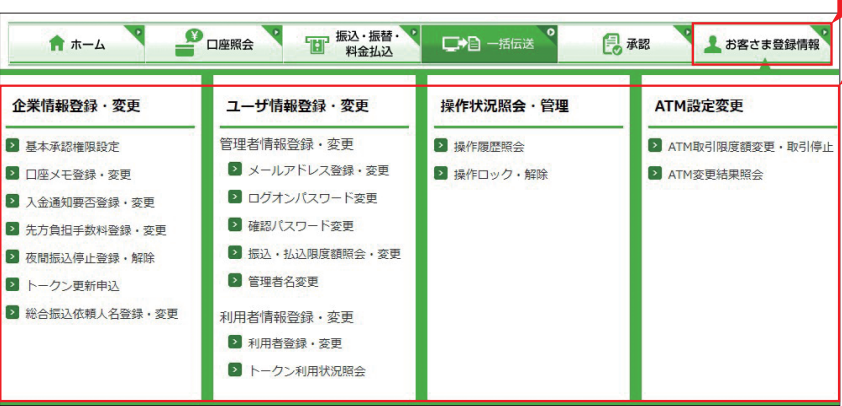 ホーム
口座照会
振込・振替・
料金払込
一括伝送
承認
お客さま登録情報
企業情報登録・変更
基本承認権限設定
口座メモ登録・変更
入金通知要否登録・変更
先方負担手数料登録・変更
夜間振込停止登録・解除
トークン更新申込
総合振込依頼人名登録・変更
ユーザ情報登録・変更
管理者情報登録・変更
メールアドレス登録・変更
ログオンパスワード変更
確認パスワード変更
振込・払込限度額照会・変更
管理者名変更
利用者情報登録・変更
利用者登録・変更
トークン利用状況照会
操作状況照会・管理
操作履歴照会
操作ロック・解除
ATM設定変更
ATM取引限度額変更・取引停止
ATM変更結果照会